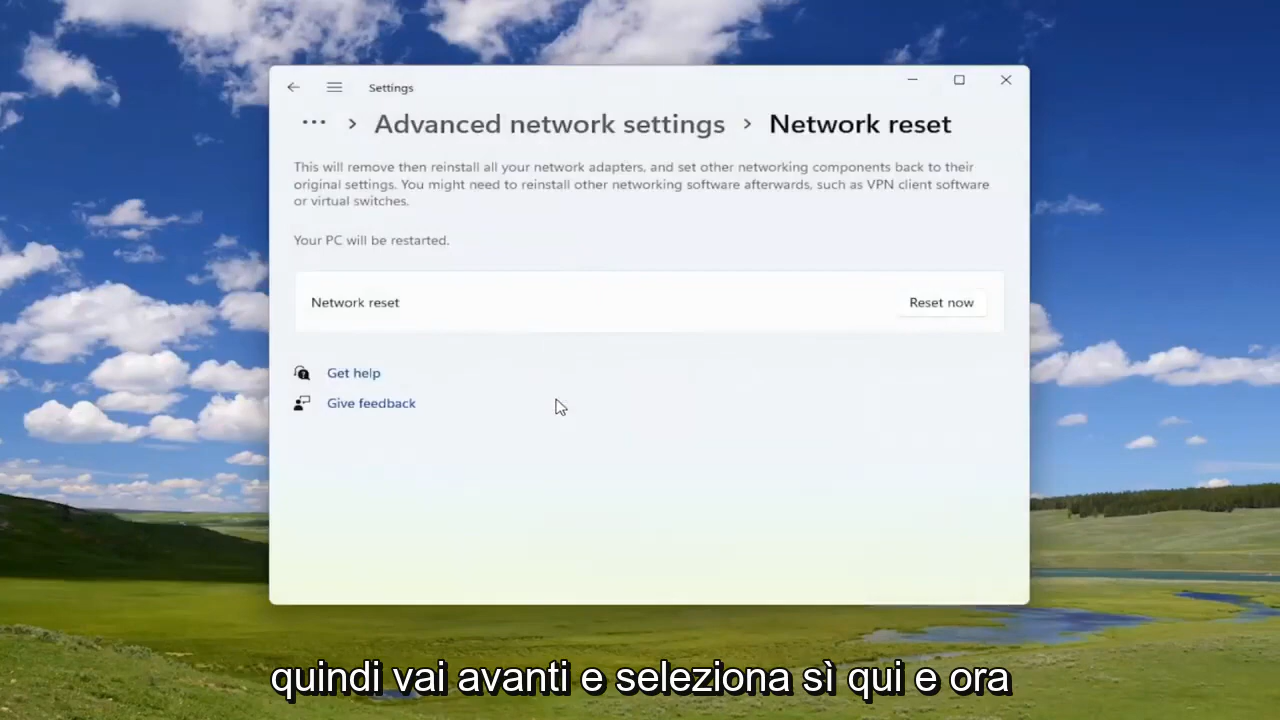 Settings
... > Advanced network settings > Network reset
This will remove then reinstall all your network adapters, and set other networking components back to their
original settings. You might need to reinstall other networking software afterwards, such as VPN client software
or virtual switches.
Your PC will be restarted.
Network reset
Reset now
Get help
Give feedback
quindi vai avanti e seleziona sì qui e ora